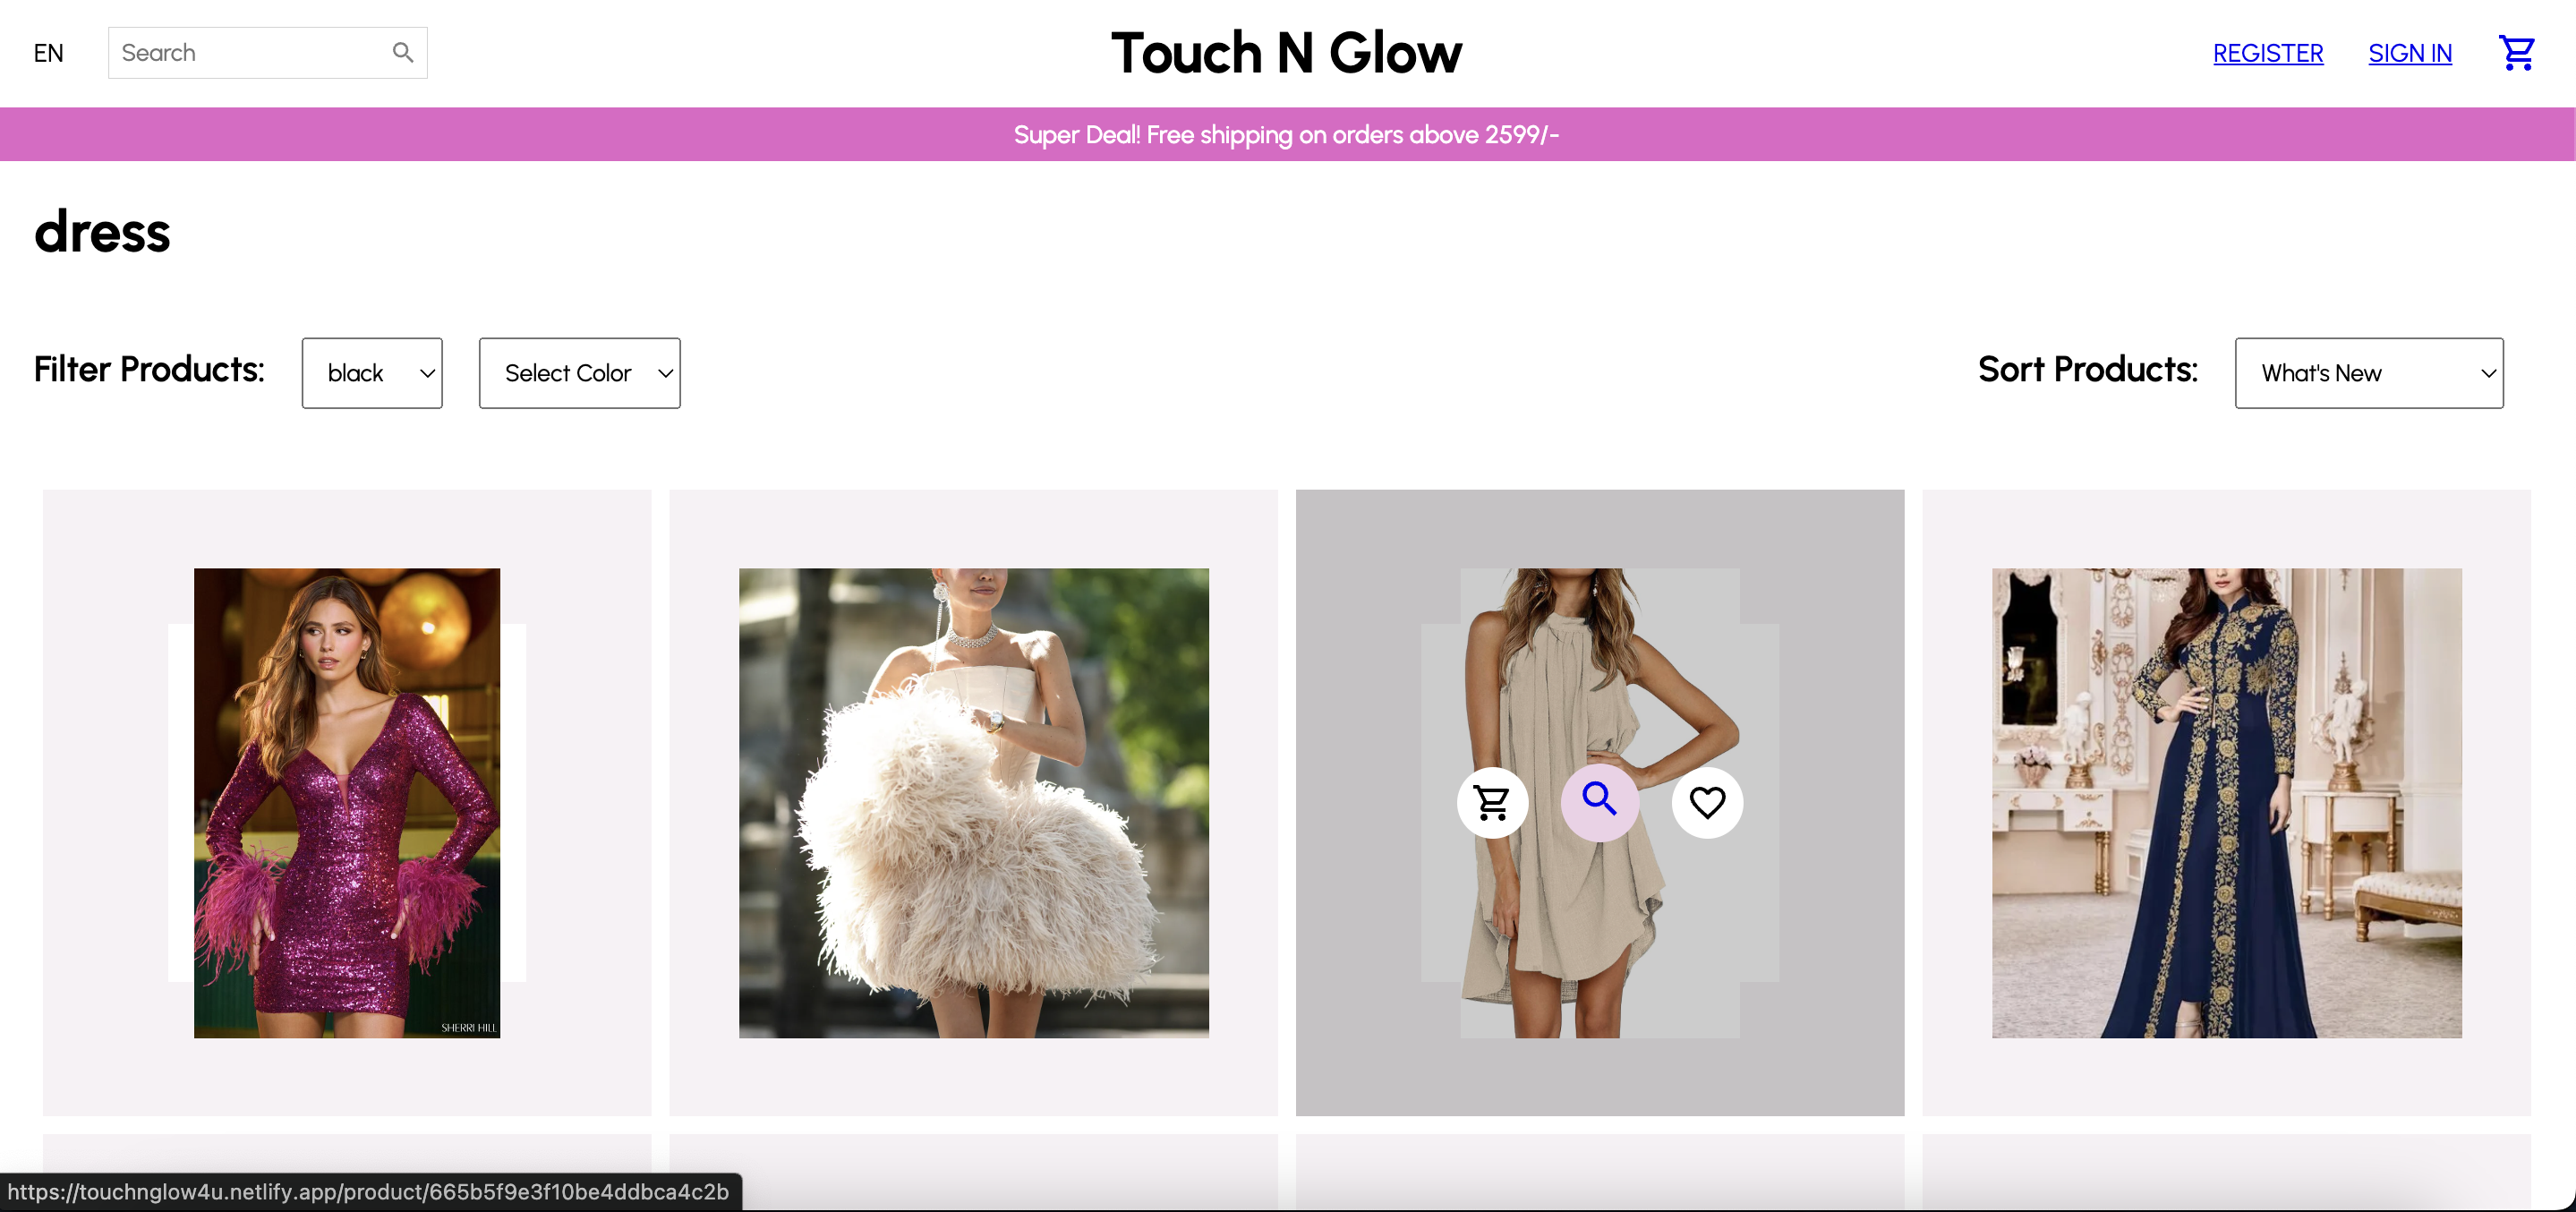 EN
Search
Touch N Glow
REGISTER
SIGN IN
Super Deal! Free shipping on orders above 2599/-
dress
Filter Products:
black
Select Color
Sort Products:
What's New
SHERRI HILL
https://touchnglow4u.netlify.app/product/665b5f9e3f10be4ddbca4c2b